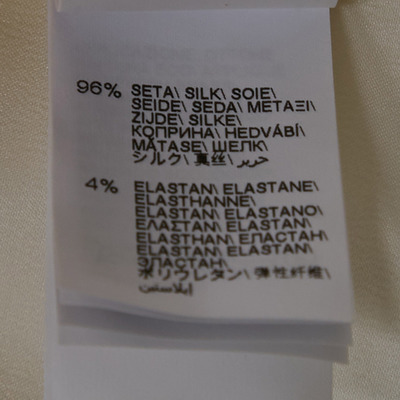 96% SETA\ SILK\ SOIE\
SEIDE\ SEDA\ ΜΕΤΑΞΙ\
ZIJDE\ SILKE\
КОПРИНА\ HEDVÁBÍ\
MĂTASE\ ШЕЛК\
シルク\ 真丝\ حرير\
4% ELASTAN\ ELASTANE\
ELASTHANNE\
ELASTAN\ ELASTANO\
ΕΛΑΣΤΑΝ\ ELASTAN\
ELASTHAN\ ЕЛАСТАН\
ELASTAN\ ELASTAN\
ЭЛАСТАН\
ポリウレタン\ 弹性纤维\
إيلاستين